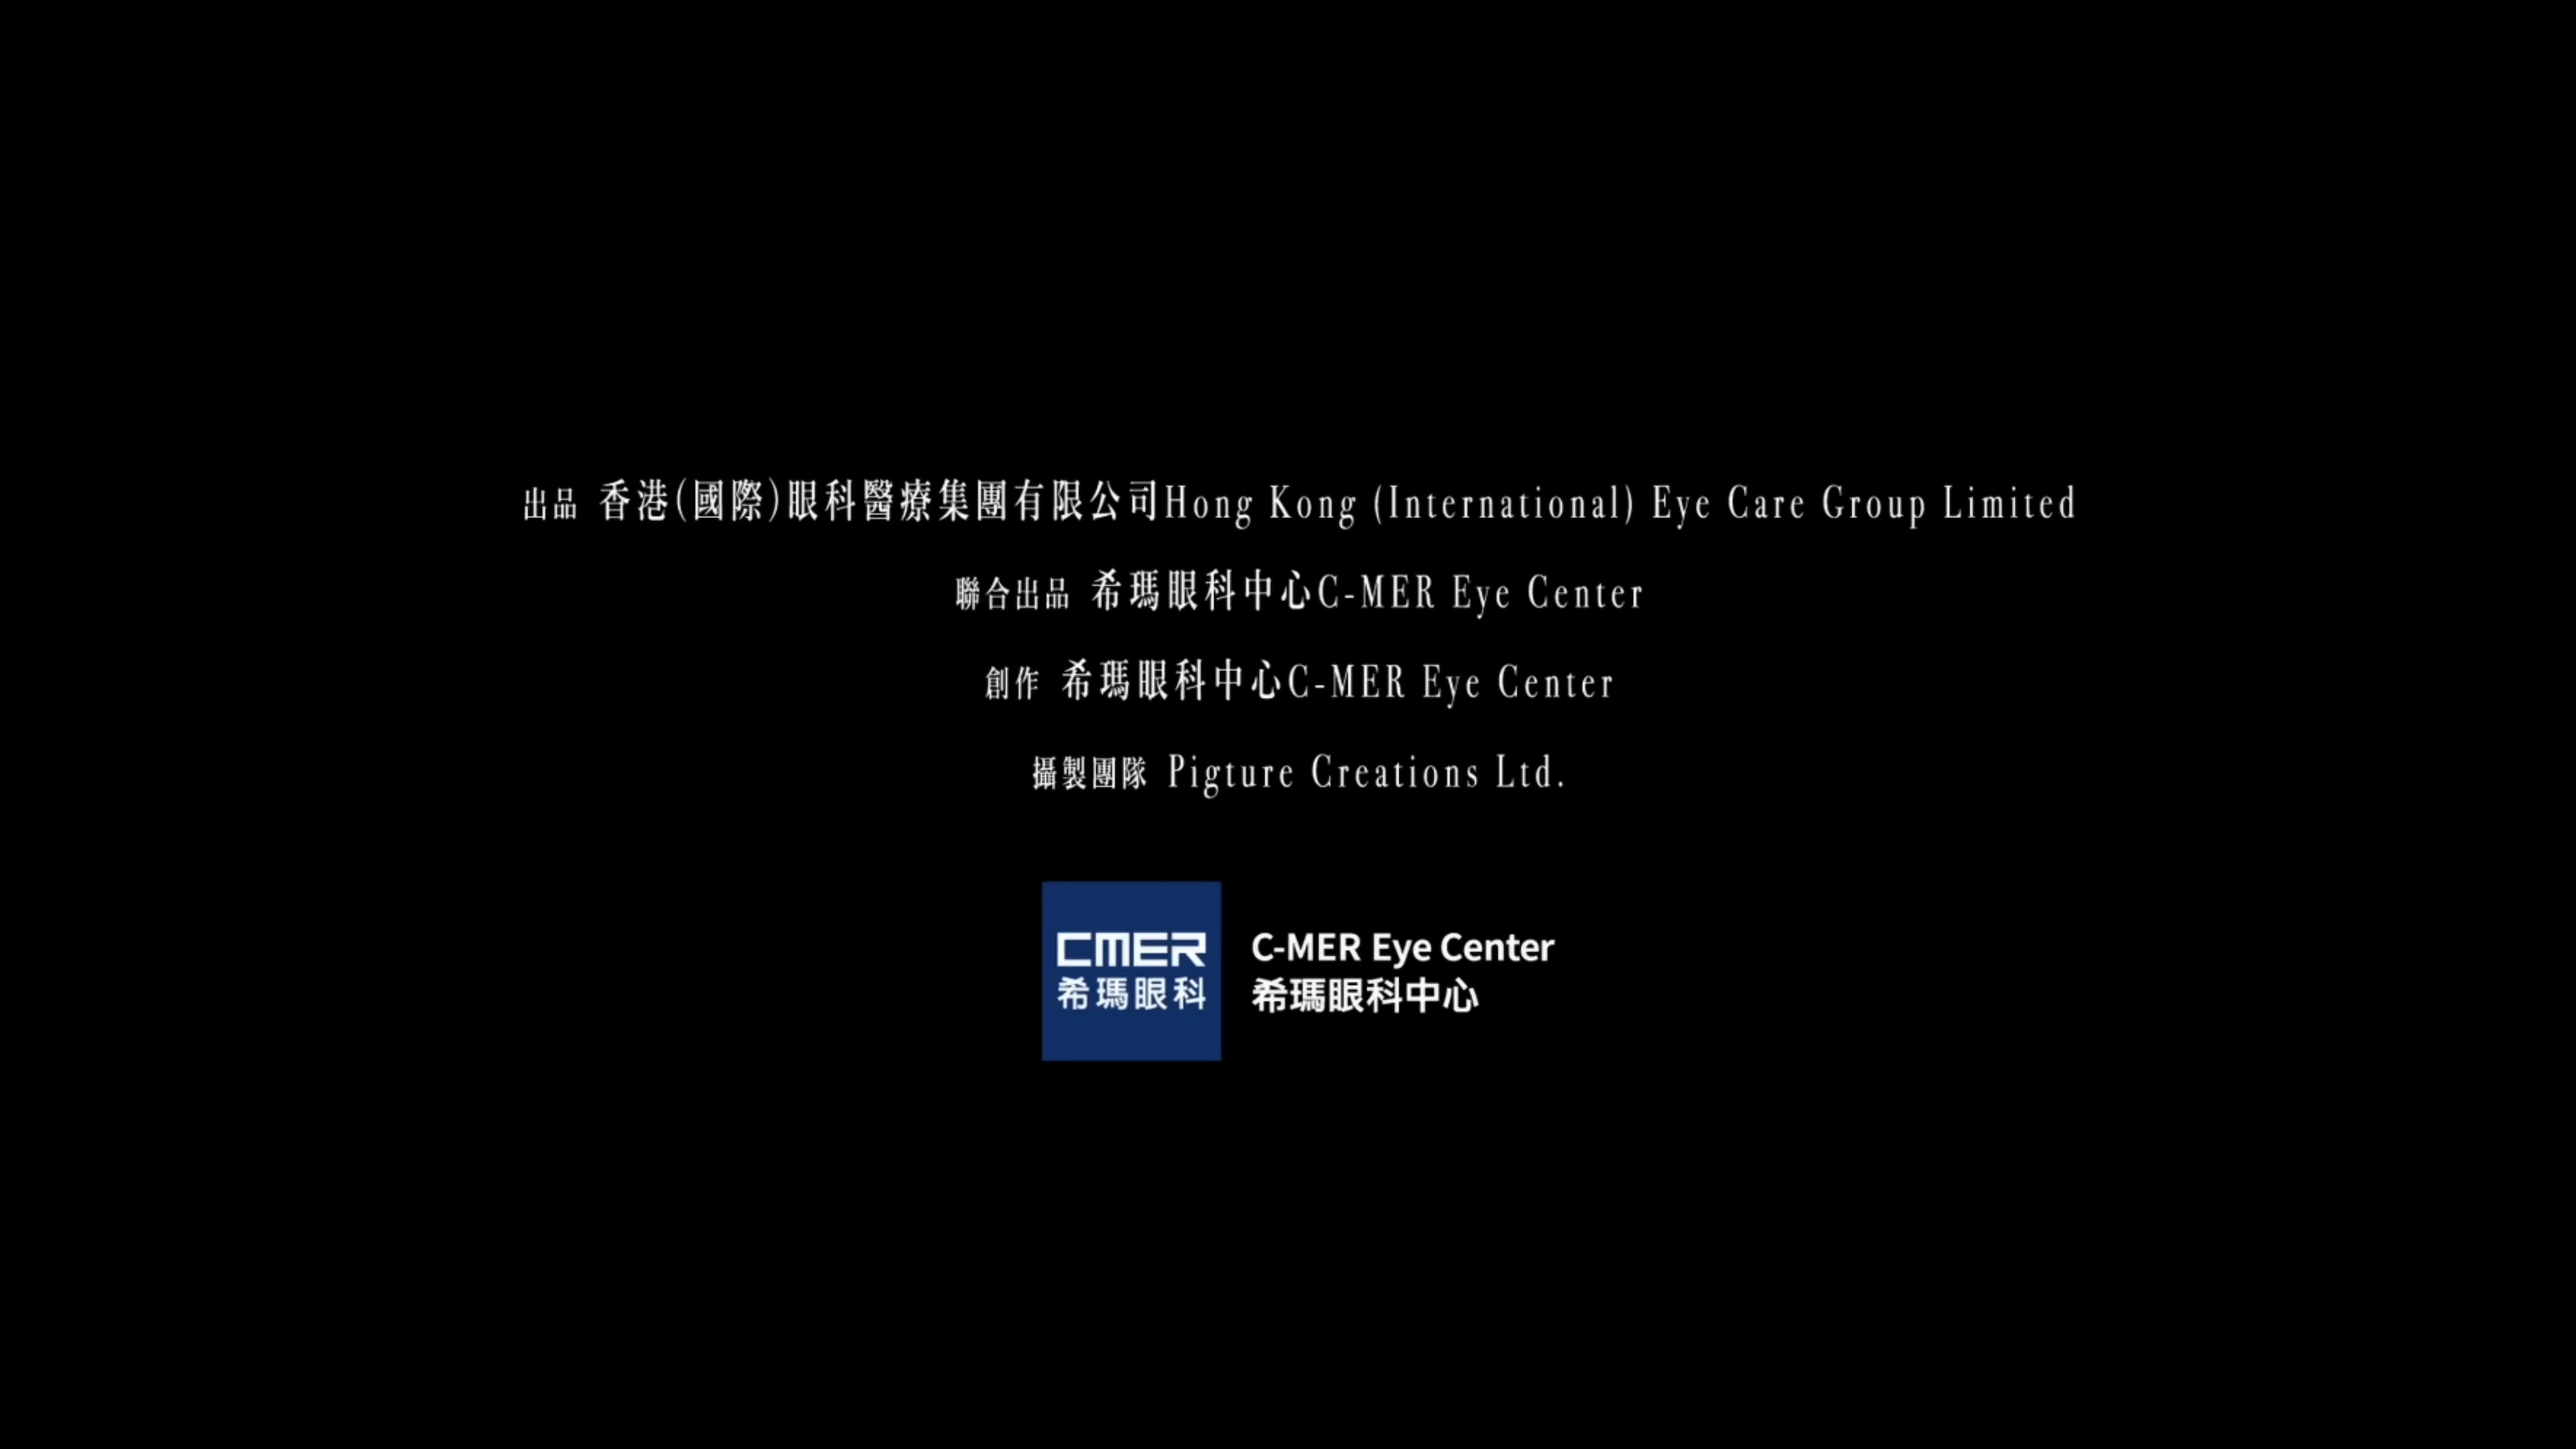 出品 香港(國際)眼科醫療集團有限公司Hong Kong (International) Eye Care Group Limited
聯合出品 希瑪眼科中心C-MER Eye Center
創作 希瑪眼科中心C-MER Eye Center
攝製團隊 Pigture Creations Ltd.
CMER
希瑪眼科
C-MER Eye Center
希瑪眼科中心